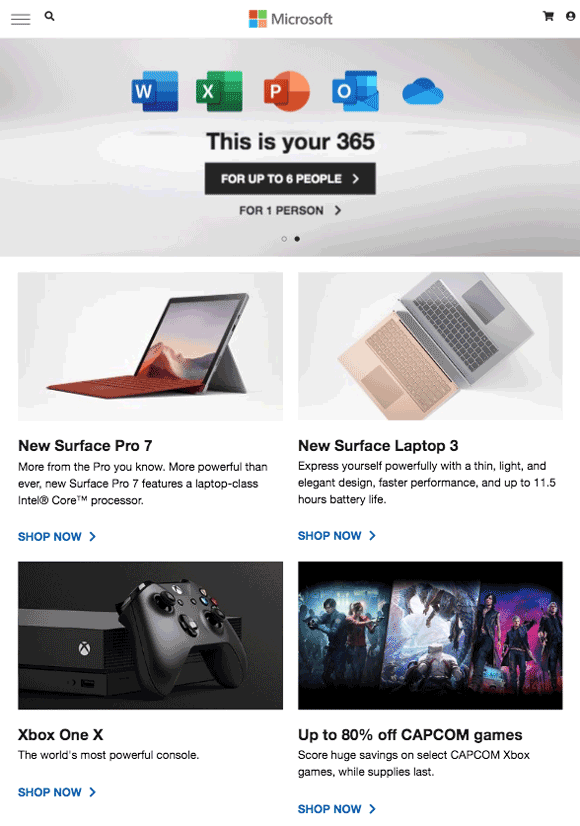 Microsoft
W X P O
This is your 365
FOR UP TO 6 PEOPLE
FOR 1 PERSON
New Surface Pro 7
More from the Pro you know. More powerful than
ever, new Surface Pro 7 features a laptop-class
Intel® Core™ processor.
SHOP NOW
New Surface Laptop 3
Express yourself powerfully with a thin, light, and
elegant design, faster performance, and up to 11.5
hours battery life.
SHOP NOW
Xbox One X
The world's most powerful console.
SHOP NOW
Up to 80% off CAPCOM games
Score huge savings on select CAPCOM Xbox
games, while supplies last.
SHOP NOW